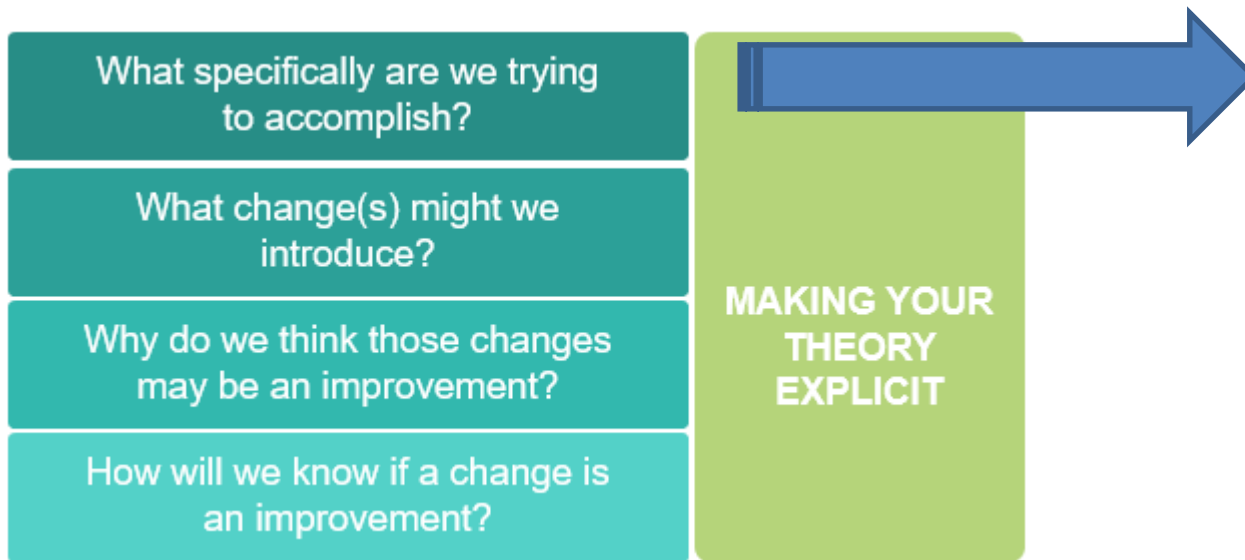 What specifically are we trying
to accomplish?
What change(s) might we
introduce?
Why do we think those changes
may be an improvement?
How will we know if a change is
an improvement?
MAKING YOUR
THEORY
EXPLICIT